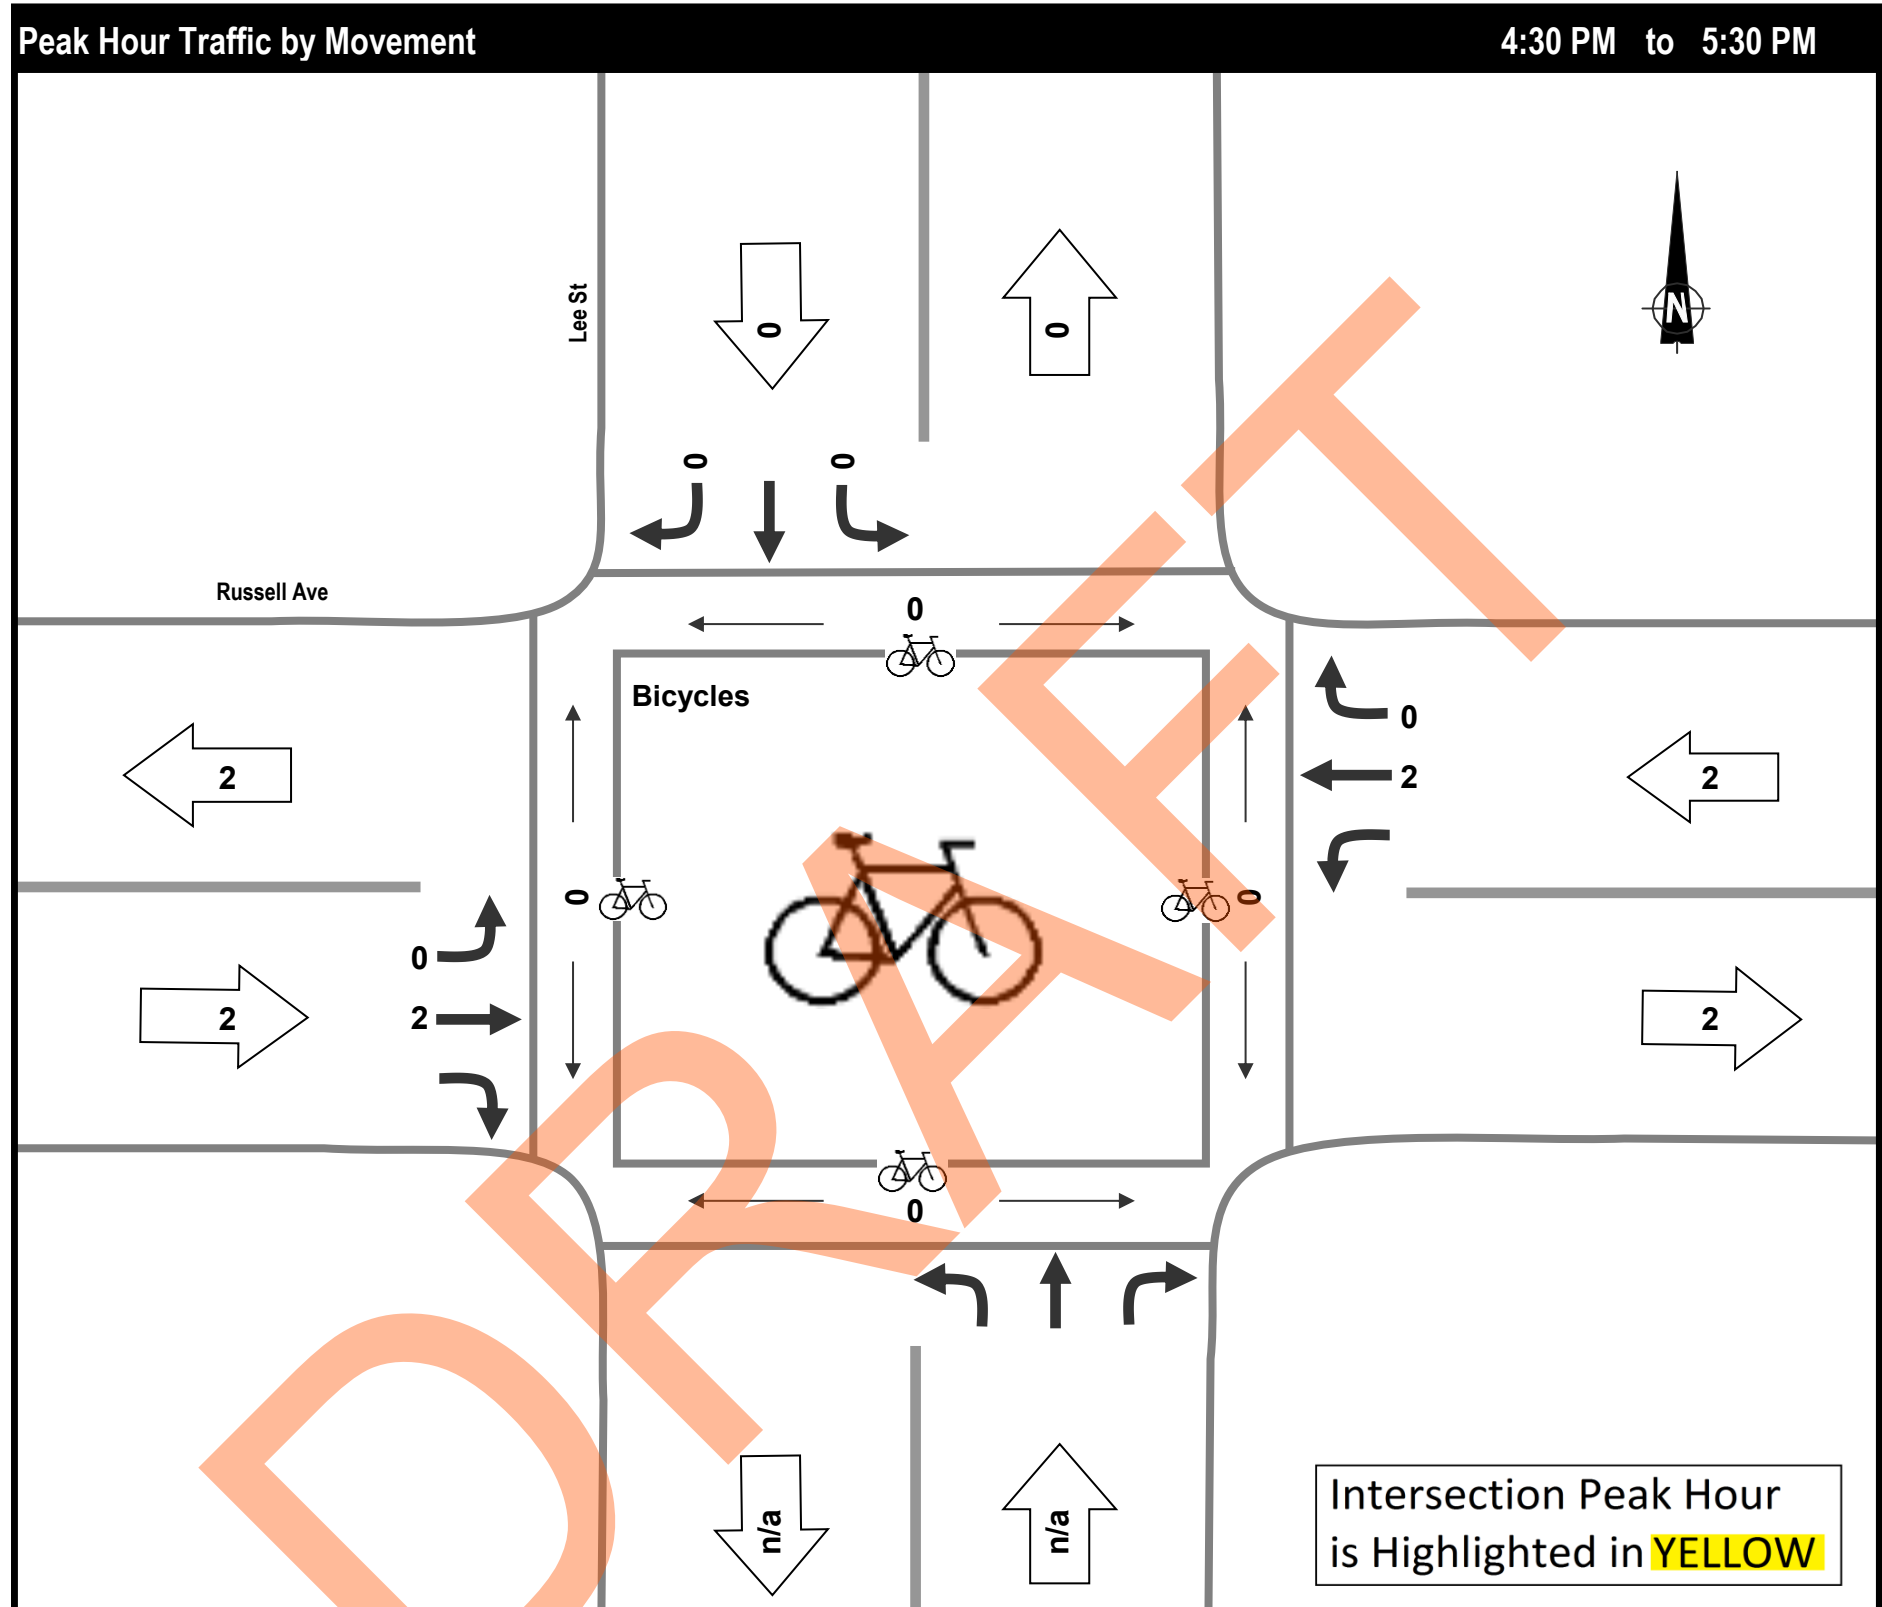 Peak Hour Traffic by Movement 4:30 PM to 5:30 PM
Lee St
0
0
N
0 0
Russell Ave
0
Bicycles
0
2
2
2
2
0
0
0
2
2
2
0
n/a
n/a
Intersection Peak Hour
is Highlighted in YELLOW
DRAFT